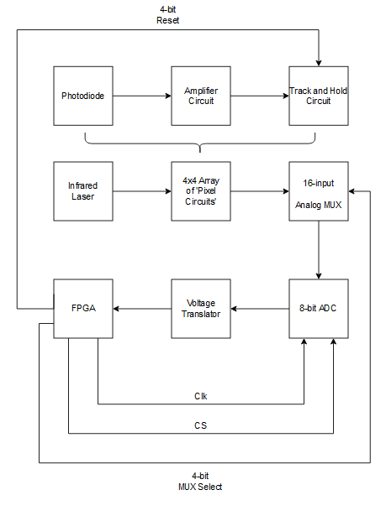 4-bit
Reset
Photodiode
Amplifier
Circuit
Track and Hold
Circuit
Infrared
Laser
4x4 Array
of 'Pixel
Circuits'
16-input
Analog MUX
FPGA
Voltage
Translator
8-bit ADC
Clk
CS
4-bit
MUX Select